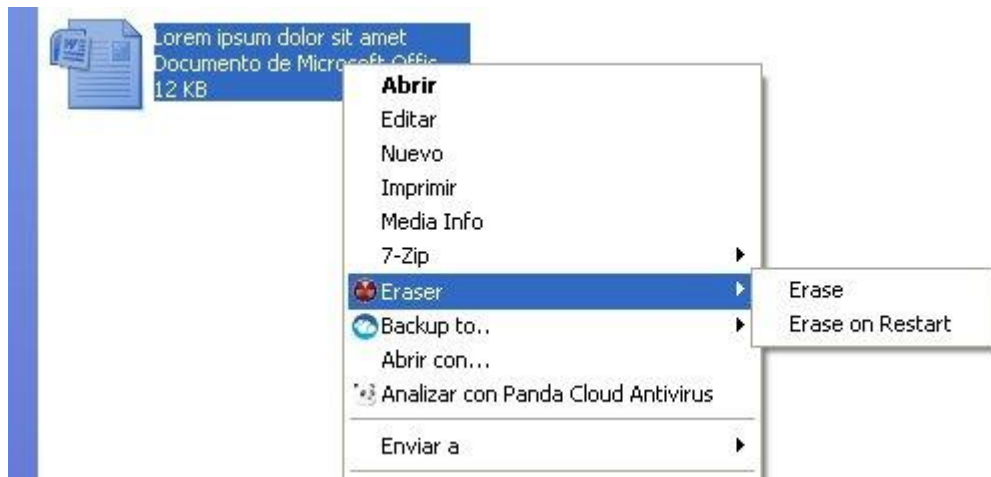 Lorem ipsum dolor sit amet
Documento de Microsoft Offic...
12 KB
Abrir
Editar
Nuevo
Imprimir
Media Info
7-Zip
Eraser
Erase
Backup to..
Erase on Restart
Abrir con...
Analizar con Panda Cloud Antivirus
Enviar a